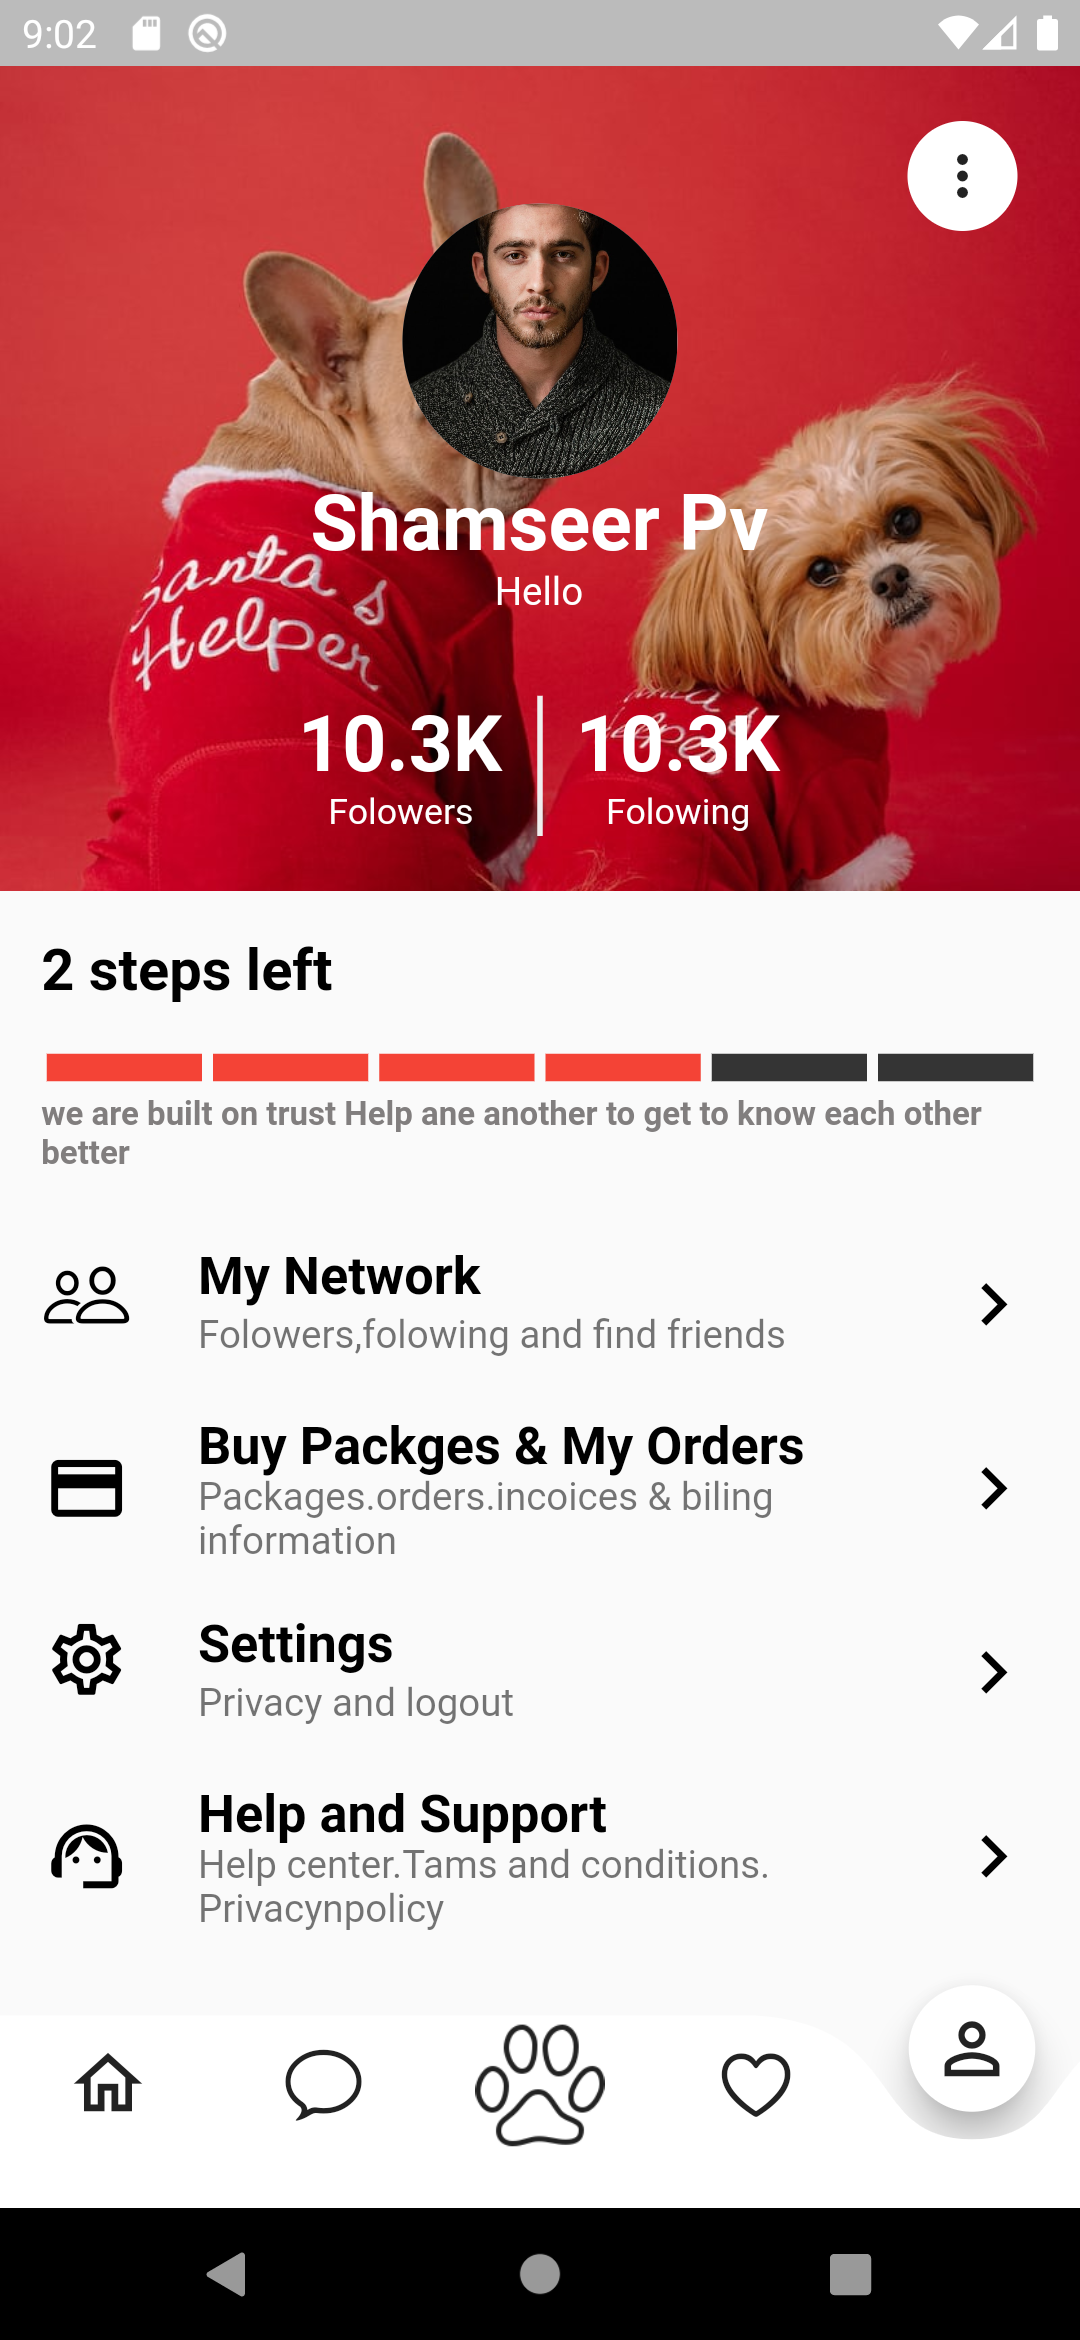 9:02
Santa's
Helper
Shamseer Pv
Hello
10.3K
10.3K
Folowers
Folowing
2 steps left
we are built on trust Help ane another to get to know each other
better
My Network
Folowers,folowing and find friends
Buy Packges & My Orders
Packages.orders.incoices & biling
information
Settings
Privacy and logout
Help and Support
Help center.Tams and conditions.
Privacynpolicy